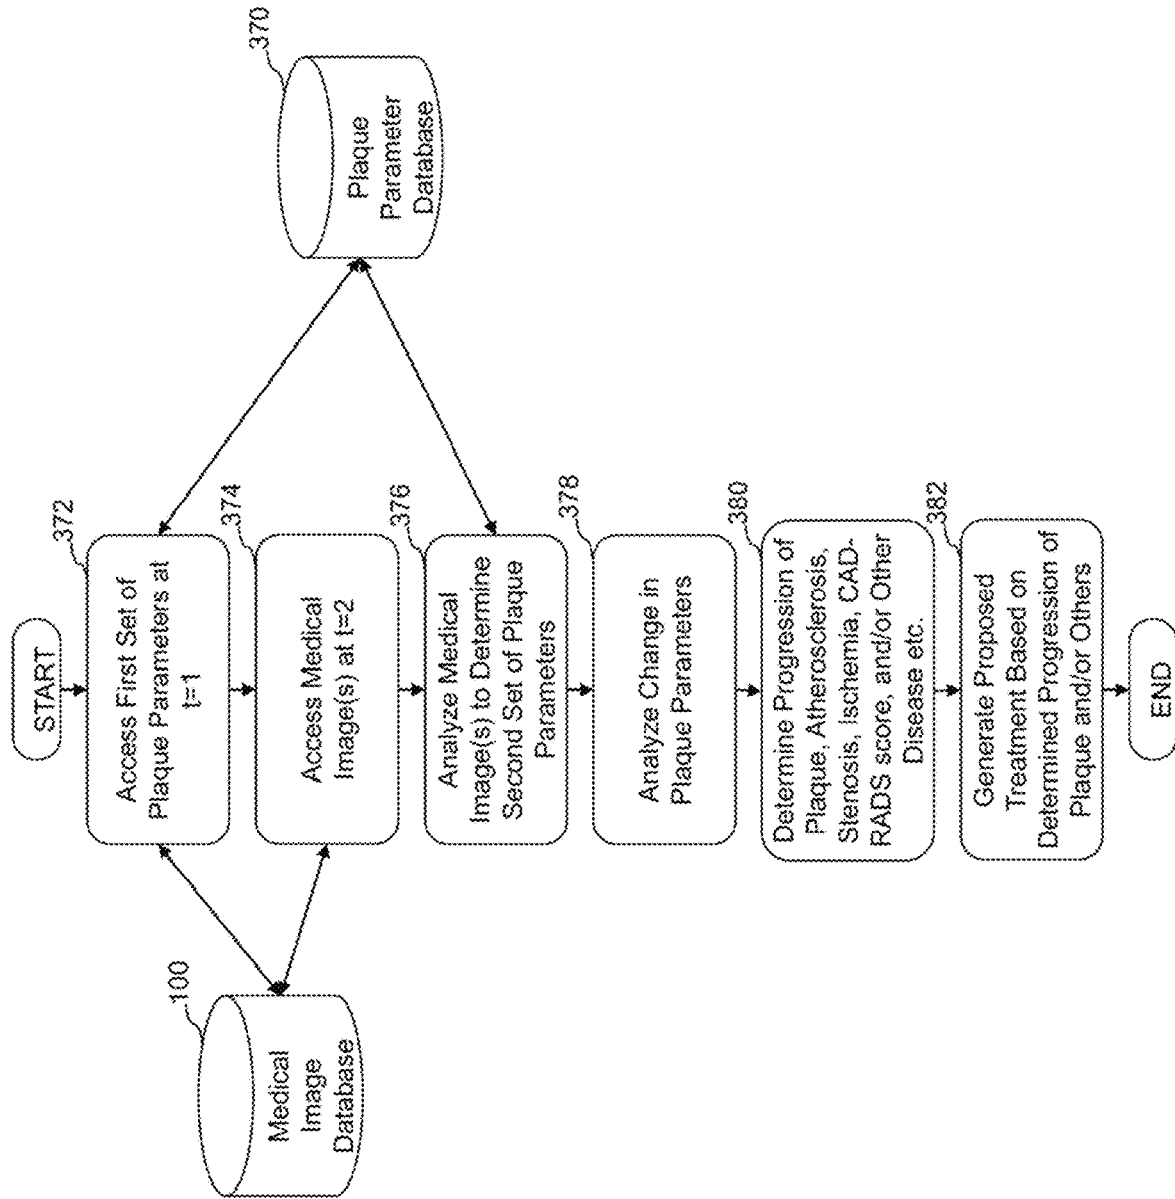 START
372
Access First Set of
Plaque Parameters at
t=1
374
Access Medical
Image(s) at t=2
376
Analyze Medical
Image(s) to Determine
Second Set of Plaque
Parameters
378
Analyze Change in
Plaque Parameters
380
Determine Progression of
Plaque, Atherosclerosis,
Stenosis, Ischemia, CAD-
RADS score, and/or Other
Disease etc.
382
Generate Proposed
Treatment Based on
Determined Progression of
Plaque and/or Others
END
100
Medical
Image
Database
370
Plaque
Parameter
Database